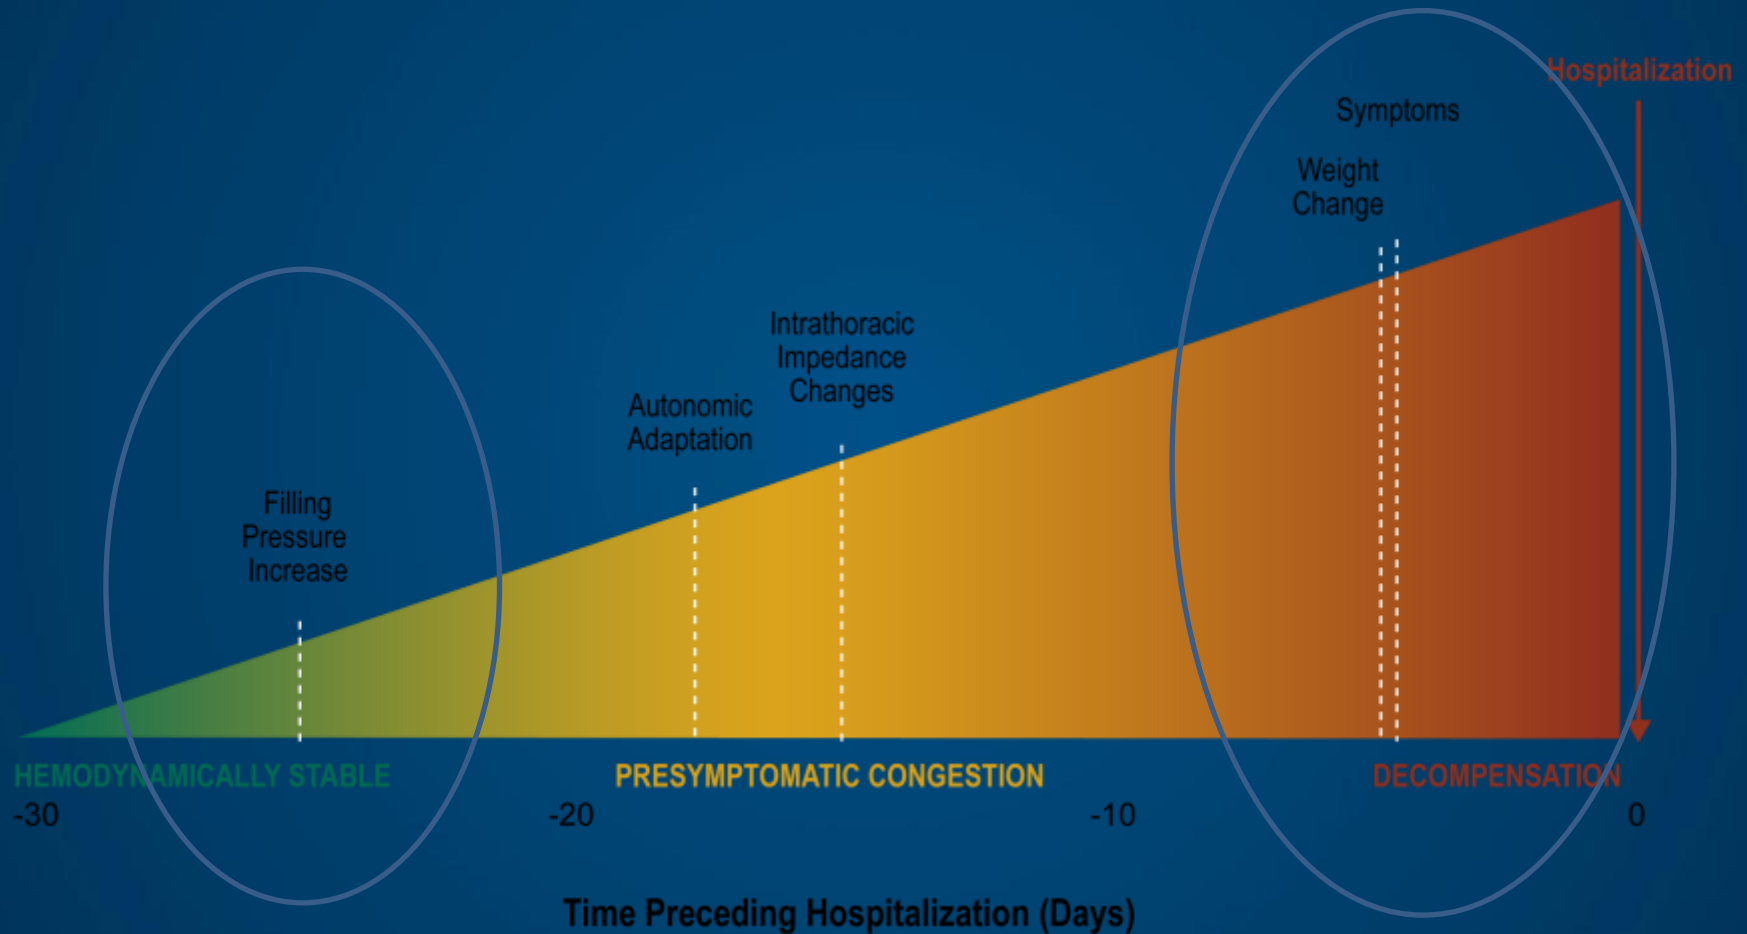 Hospitalization
Symptoms
Weight
Change
Intrathoracic
Impedance
Changes
Autonomic
Adaptation
Filling
Pressure
Increase
HEMODYNAMICALLY STABLE
PRESYMPTOMATIC CONGESTION
DECOMPENSATION
-30
-20
-10
0
Time Preceding Hospitalization (Days)